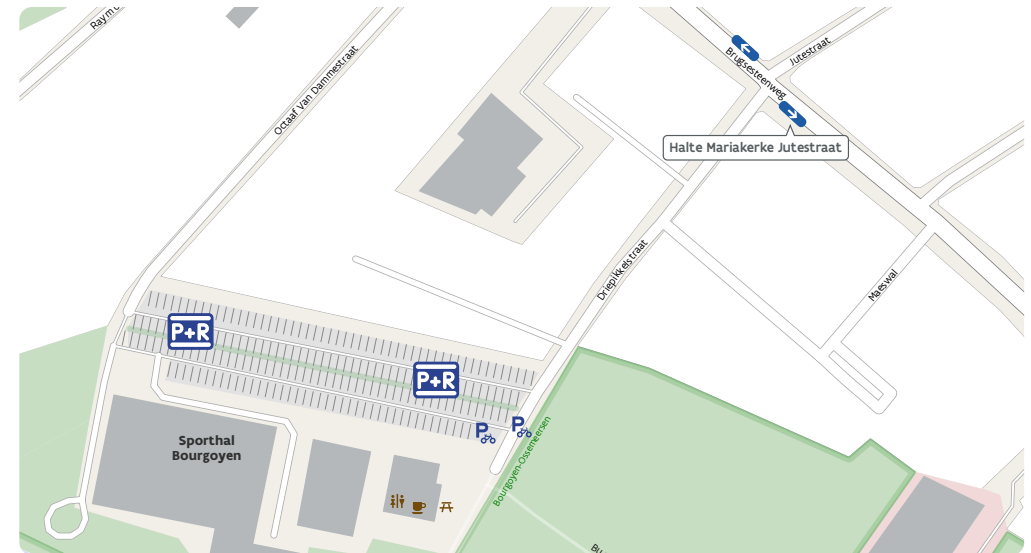 Octaaf Van Dammestraat
Brugsesteenweg
Jutestraat
Halte Mariakerke Jutestraat
Driepikkelstraat
Maeswal
P+R
P+R
P
P
Sporthal
Bourgoyen
Bourgoyen-Ossemeersen